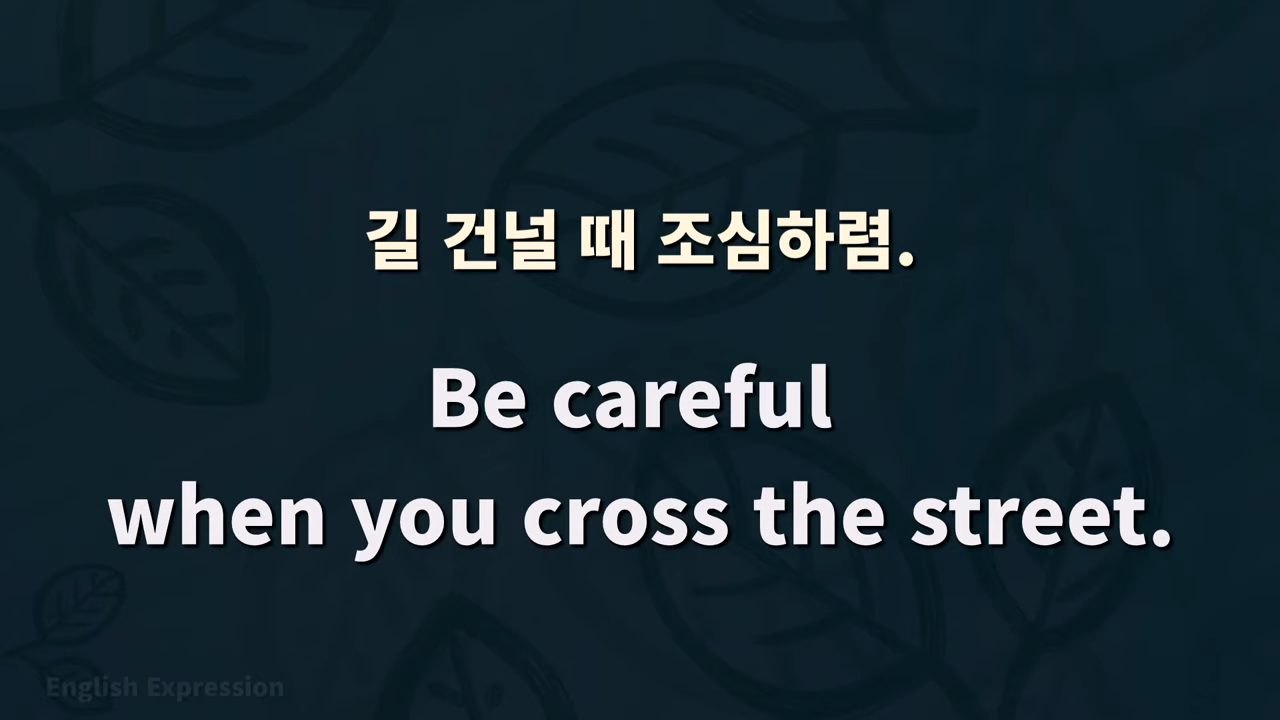 길 건널 때 조심하렴.
Be careful
when you cross the street.
English Expression